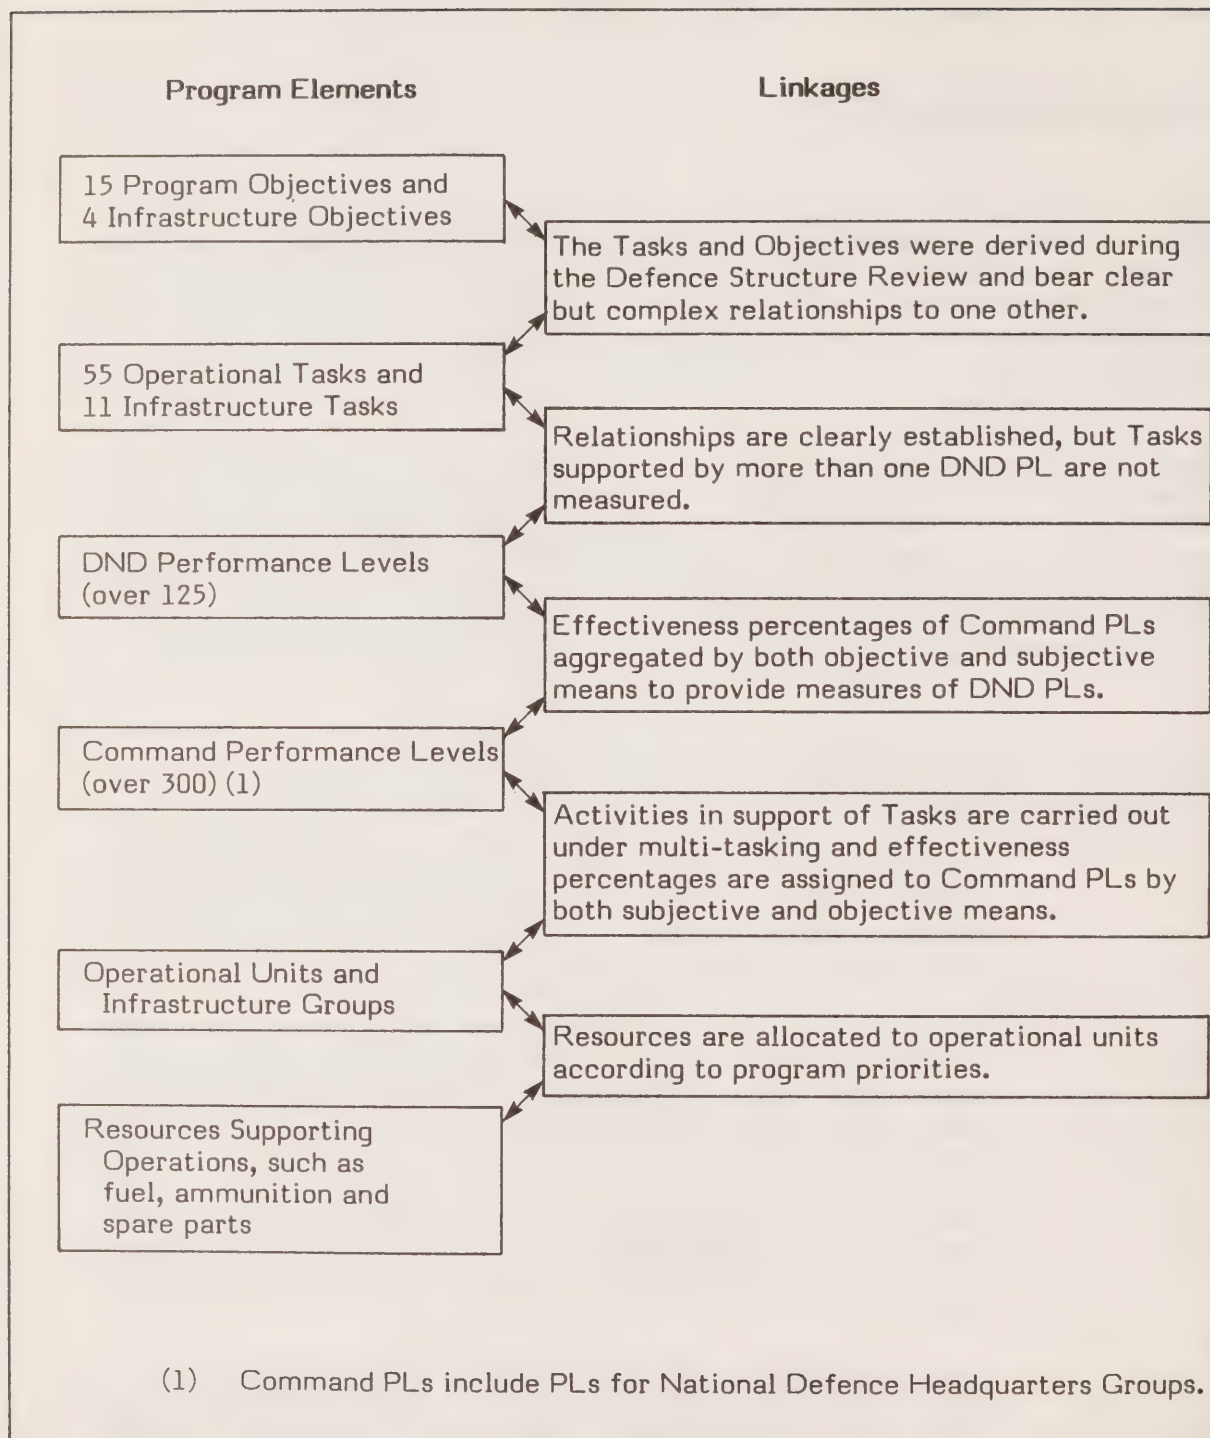 Program Elements
Linkages
15 Program Objectives and
4 Infrastructure Objectives
The Tasks and Objectives were derived during
the Defence Structure Review and bear clear
but complex relationships to one other.
55 Operational Tasks and
11 Infrastructure Tasks
Relationships are clearly established, but Tasks
supported by more than one DND PL are not
measured.
DND Performance Levels
(over 125)
Effectiveness percentages of Command PLs
aggregated by both objective and subjective
means to provide measures of DND PLs.
Command Performance Levels
(over 300) (1)
Activities in support of Tasks are carried out
under multi-tasking and effectiveness
percentages are assigned to Command PLs by
both subjective and objective means.
Operational Units and
Infrastructure Groups
Resources are allocated to operational units
according to program priorities.
Resources Supporting
Operations, such as
fuel, ammunition and
spare parts
(1) Command PLs include PLs for National Defence Headquarters Groups.